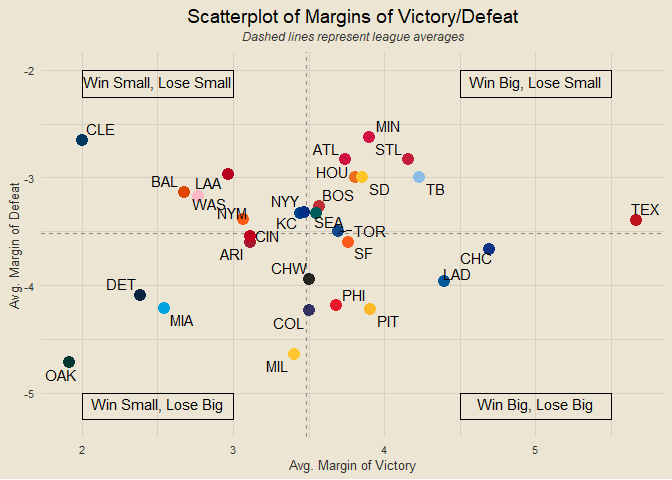 Scatterplot of Margins of Victory/Defeat
Dashed lines represent league averages
-2
Win Small, Lose Small
Win Big, Lose Small
CLE
MIN
ATL
STL
-3
HOU
BAL
LAA
SD
TB
WAS
NYY
BOS
TEX
NYM
KC
SEA
TOR
CIN
ARI
SF
CHC
CHW
LAD
-4
DET
PHI
MIA
COL
PIT
MIL
OAK
-5
Win Small, Lose Big
Win Big, Lose Big
2
3
4
5
Avg. Margin of Victory
Avg. Margin of Defeat